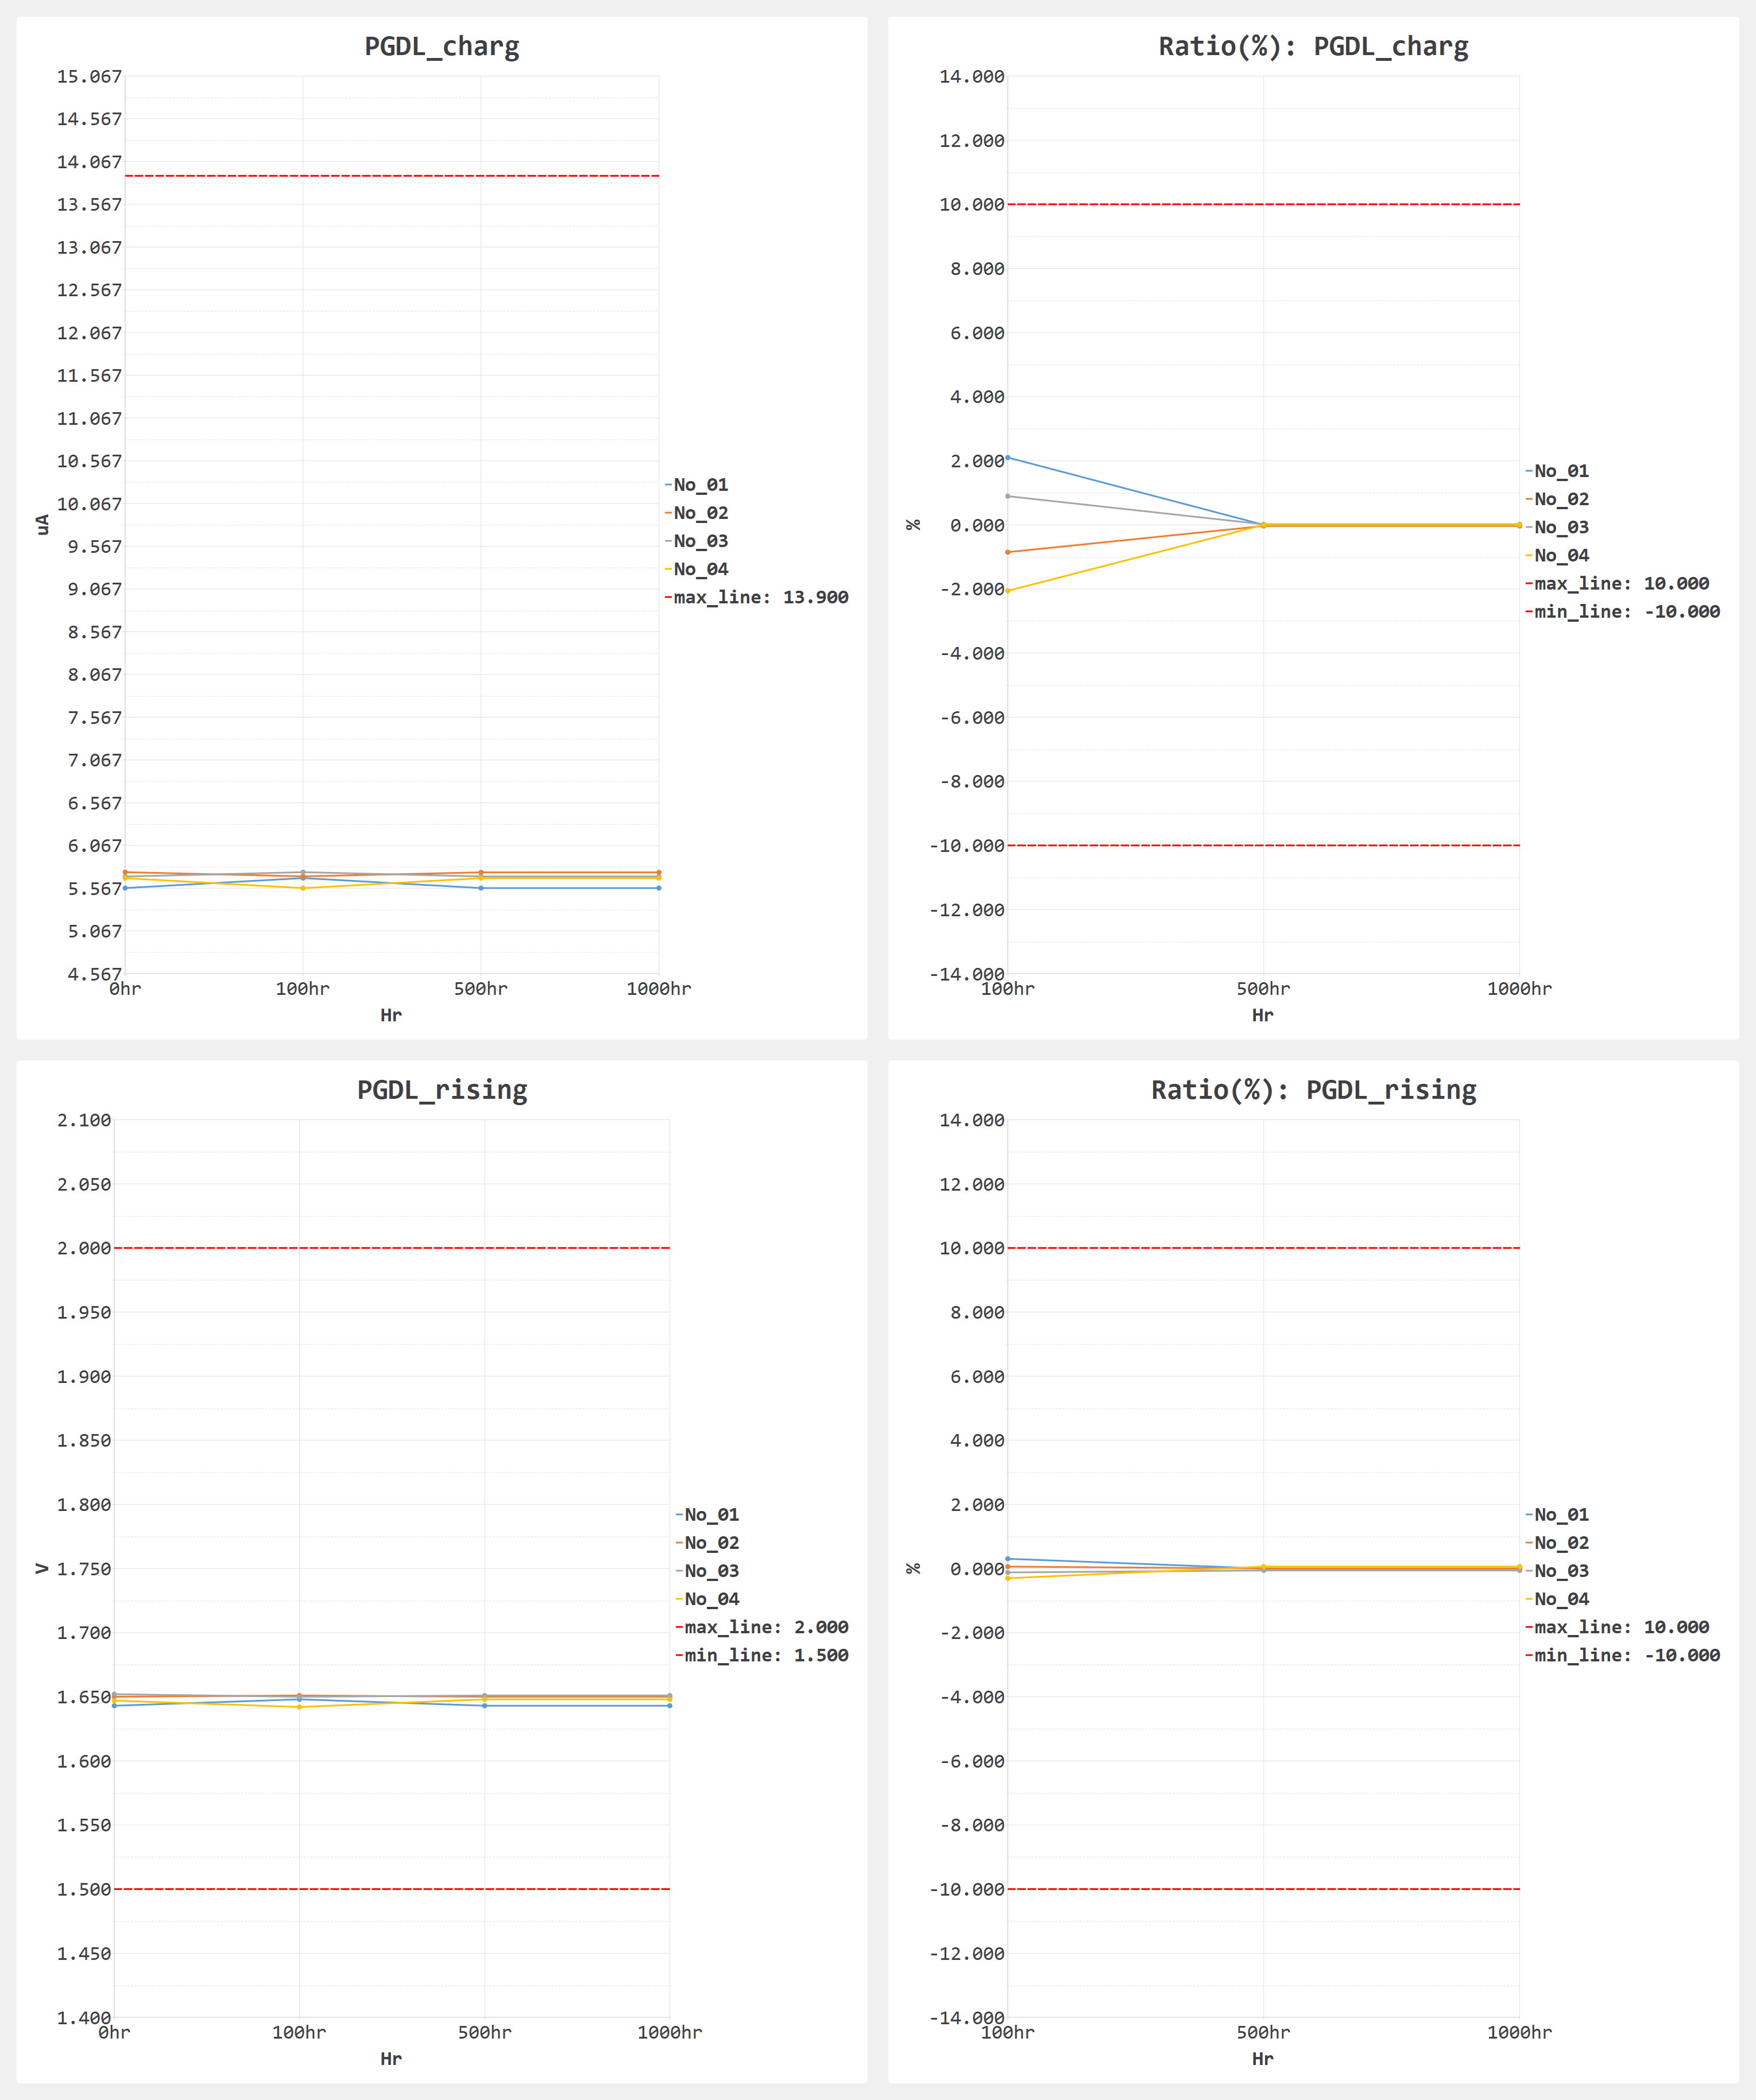 PGDL_charg
15.067
14.567
14.067
13.567
13.067
12.567
12.067
11.567
11.067
10.567
10.067
9.567
9.067
8.567
8.067
7.567
7.067
6.567
6.067
5.567
5.067
4.567
uA
0hr 100hr 500hr 1000hr
Hr
No_01
No_02
No_03
No_04
max_line: 13.900
Ratio(%): PGDL_charg
14.000
12.000
10.000
8.000
6.000
4.000
2.000
0.000
-2.000
-4.000
-6.000
-8.000
-10.000
-12.000
-14.000
%
100hr 500hr 1000hr
Hr
No_01
No_02
No_03
No_04
max_line: 10.000
min_line: -10.000
PGDL_rising
2.100
2.050
2.000
1.950
1.900
1.850
1.800
1.750
1.700
1.650
1.600
1.550
1.500
1.450
1.400
V
0hr 100hr 500hr 1000hr
Hr
No_01
No_02
No_03
No_04
max_line: 2.000
min_line: 1.500
Ratio(%): PGDL_rising
14.000
12.000
10.000
8.000
6.000
4.000
2.000
0.000
-2.000
-4.000
-6.000
-8.000
-10.000
-12.000
-14.000
%
100hr 500hr 1000hr
Hr
No_01
No_02
No_03
No_04
max_line: 10.000
min_line: -10.000